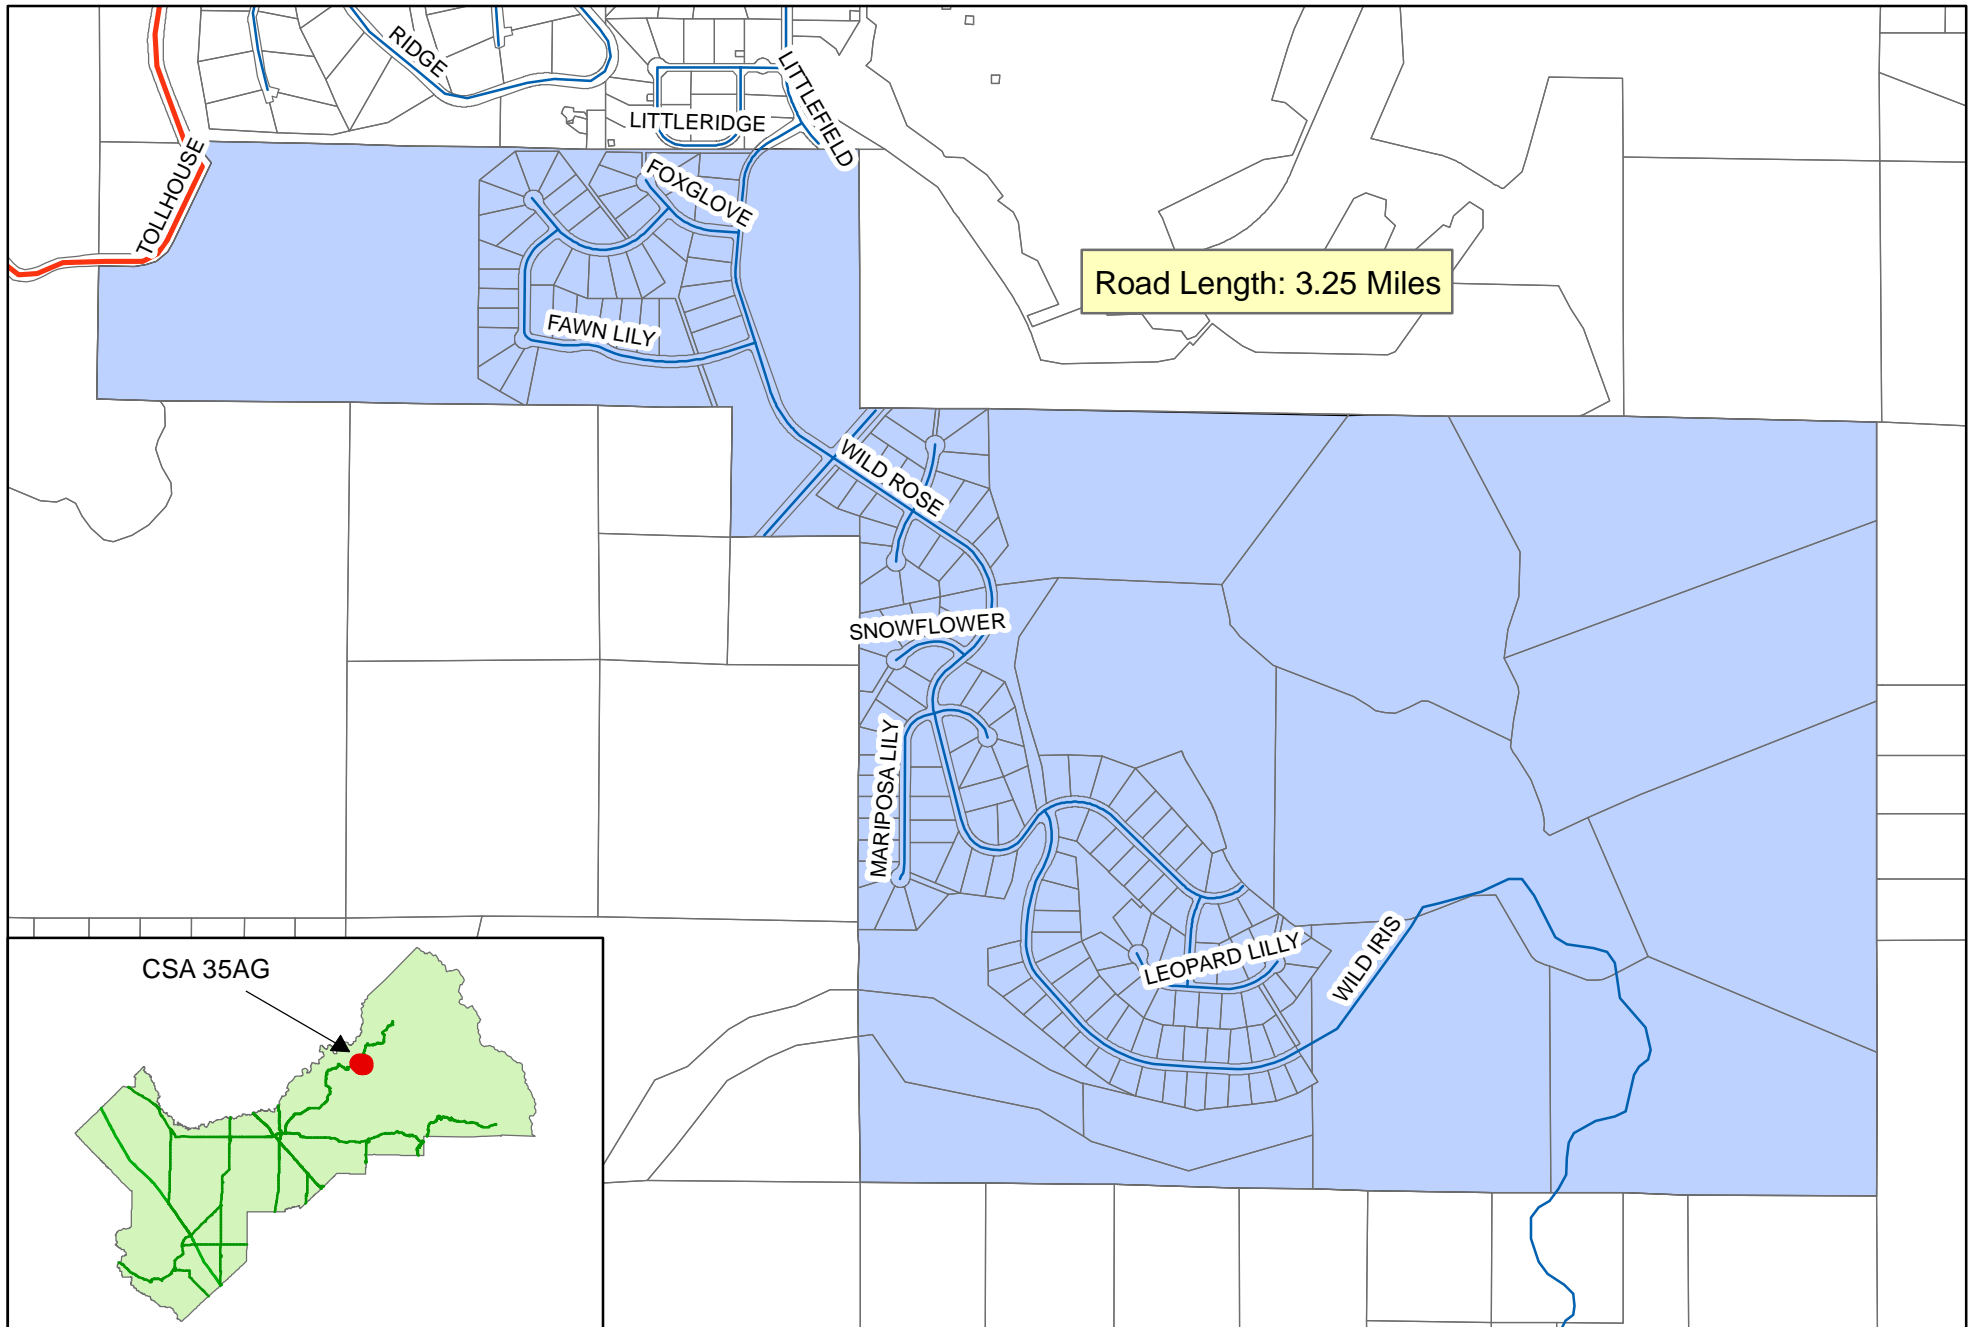 RIDGE
LITTLEFIELD
LITTLERIDGE
TOLLHOUSE
FOXGLOVE
Road Length: 3.25 Miles
FAWN LILY
WILD ROSE
SNOWFLOWER
MARIPOSA LILY
LEOPARD LILLY
WILD IRIS
CSA 35AG